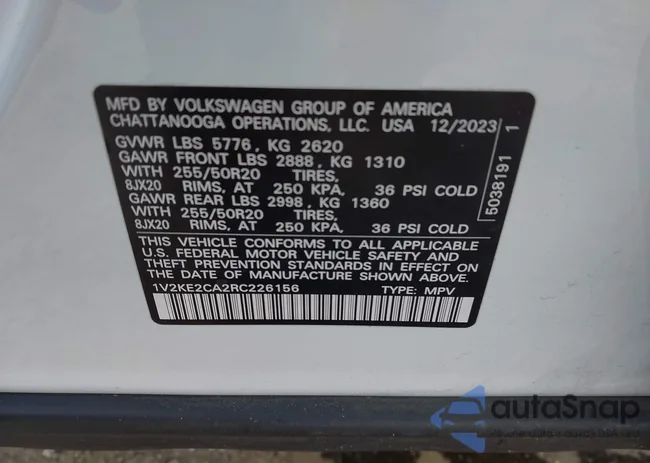 MFD BY VOLKSWAGEN GROUP OF AMERICA
CHATTANOOGA OPERATIONS, LLC. USA 12/2023
GVWR LBS 5776, KG 2620
GAWR FRONT LBS 2888, KG 1310
WITH 255/50R20 TIRES,
8JX20 RIMS, AT 250 KPA, 36 PSI COLD
GAWR REAR LBS 2998, KG 1360
WITH 255/50R20 TIRES,
8JX20 RIMS, AT 250 KPA, 36 PSI COLD
THIS VEHICLE CONFORMS TO ALL APPLICABLE
U.S. FEDERAL MOTOR VEHICLE SAFETY AND
THEFT PREVENTION STANDARDS IN EFFECT ON
THE DATE OF MANUFACTURE SHOWN ABOVE.
1V2KE2CA2RC226156 TYPE: MPV
5038191 1
autoSnap